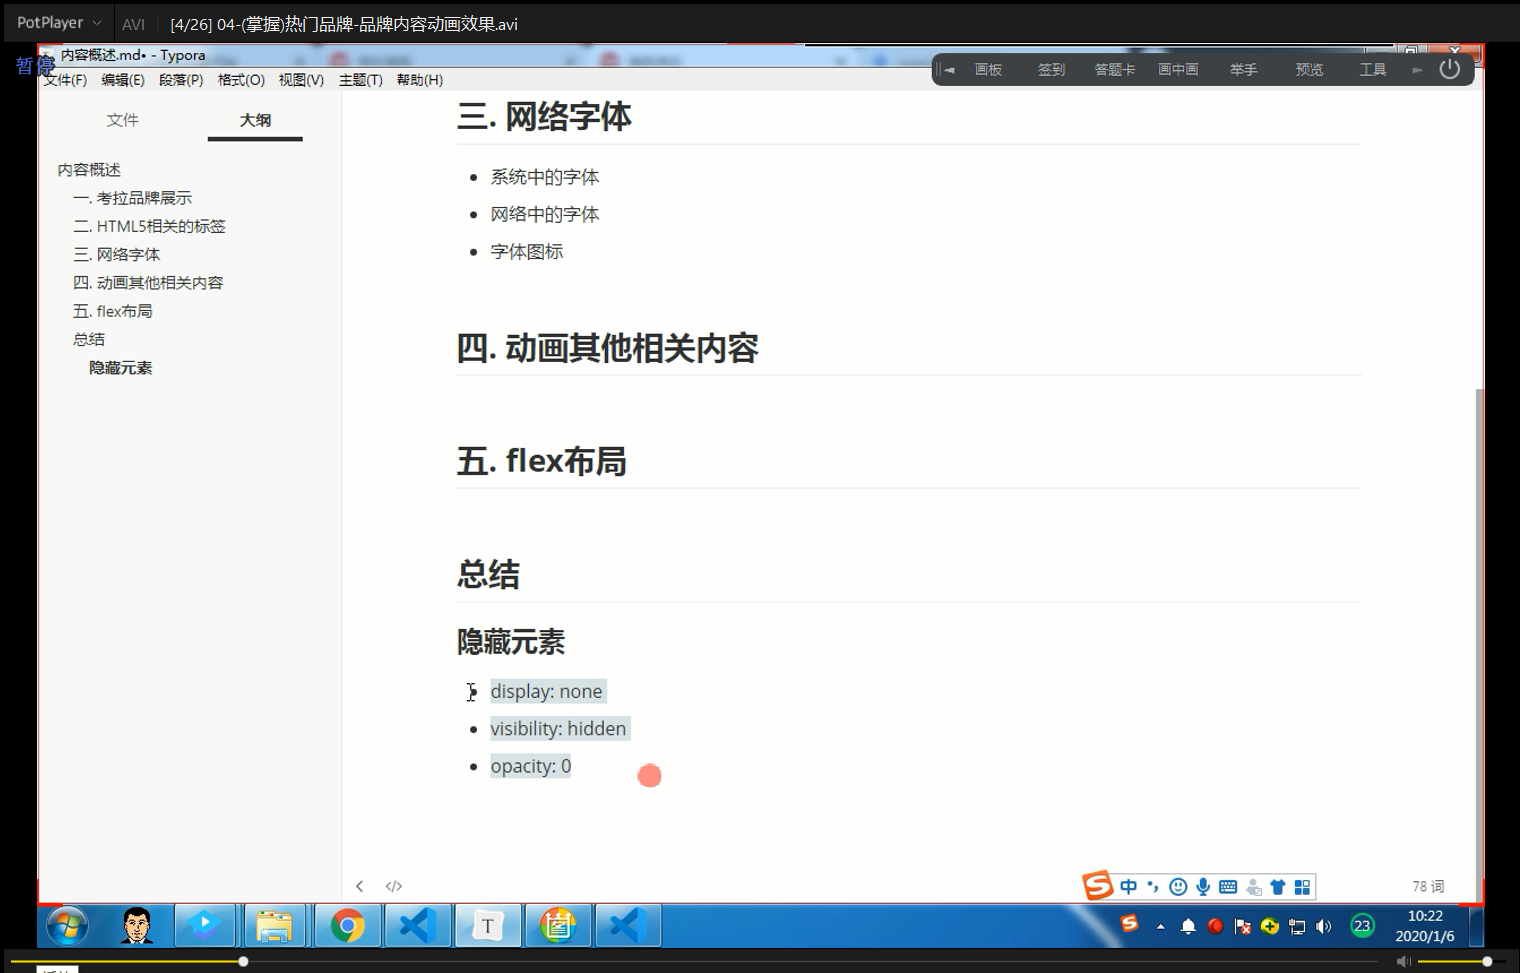 PotPlayer AVI [4/26] 04-(掌握)热门品牌-品牌内容动画效果.avi
内容概述.md• - Typora
暂停
文件(F) 编辑(E) 段落(P) 格式(O) 视图(V) 主题(T) 帮助(H)
画板 签到 答题卡 画中画 举手 预览 工具
文件 大纲
内容概述
一. 考拉品牌展示
二. HTML5相关的标签
三. 网络字体
四. 动画其他相关内容
五. flex布局
总结
隐藏元素
三. 网络字体
系统中的字体
网络中的字体
字体图标
四. 动画其他相关内容
五. flex布局
总结
隐藏元素
display: none
visibility: hidden
opacity: 0
</>
中
78 词
T
23
10:22
2020/1/6